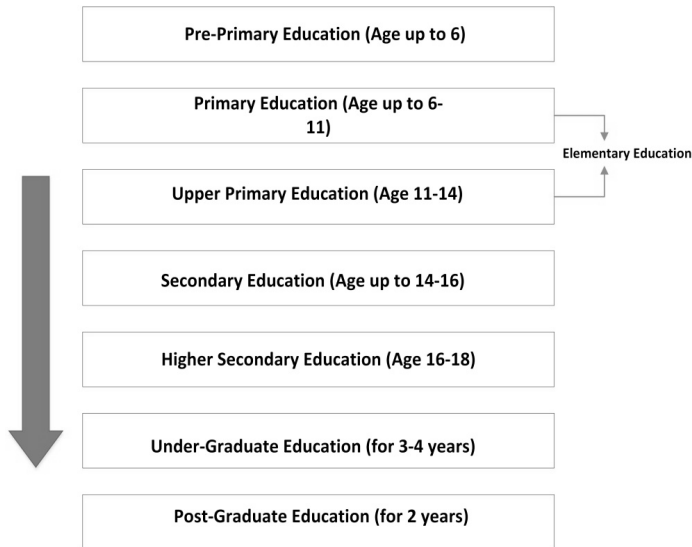 Pre-Primary Education (Age up to 6)
Primary Education (Age up to 6-
11)
Elementary Education
Upper Primary Education (Age 11-14)
Secondary Education (Age up to 14-16)
Higher Secondary Education (Age 16-18)
Under-Graduate Education (for 3-4 years)
Post-Graduate Education (for 2 years)